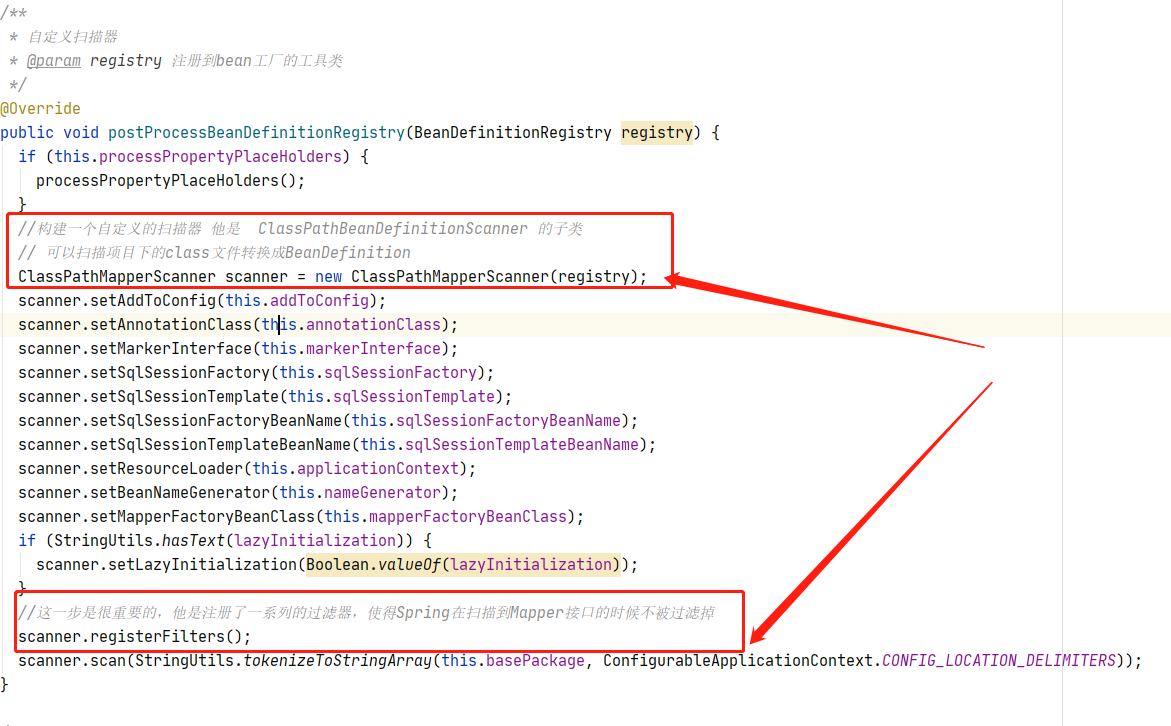 /**
 * 自定义扫描器
 * @param registry 注册到bean工厂的工具类
 */
@Override
public void postProcessBeanDefinitionRegistry(BeanDefinitionRegistry registry) {
  if (this.processPropertyPlaceHolders) {
    processPropertyPlaceHolders();
  }
  //构建一个自定义的扫描器 他是  ClassPathBeanDefinitionScanner 的子类
  // 可以扫描项目下的class文件转换成BeanDefinition
  ClassPathMapperScanner scanner = new ClassPathMapperScanner(registry);
  scanner.setAddToConfig(this.addToConfig);
  scanner.setAnnotationClass(this.annotationClass);
  scanner.setMarkerInterface(this.markerInterface);
  scanner.setSqlSessionFactory(this.sqlSessionFactory);
  scanner.setSqlSessionTemplate(this.sqlSessionTemplate);
  scanner.setSqlSessionFactoryBeanName(this.sqlSessionFactoryBeanName);
  scanner.setSqlSessionTemplateBeanName(this.sqlSessionTemplateBeanName);
  scanner.setResourceLoader(this.applicationContext);
  scanner.setBeanNameGenerator(this.nameGenerator);
  scanner.setMapperFactoryBeanClass(this.mapperFactoryBeanClass);
  if (StringUtils.hasText(lazyInitialization)) {
    scanner.setLazyInitialization(Boolean.valueOf(lazyInitialization));
  }
  //这一步是很重要的，他是注册了一系列的过滤器，使得Spring在扫描到Mapper接口的时候不被过滤掉
  scanner.registerFilters();
  scanner.scan(StringUtils.tokenizeToStringArray(this.basePackage, ConfigurableApplicationContext.CONFIG_LOCATION_DELIMITERS));
}